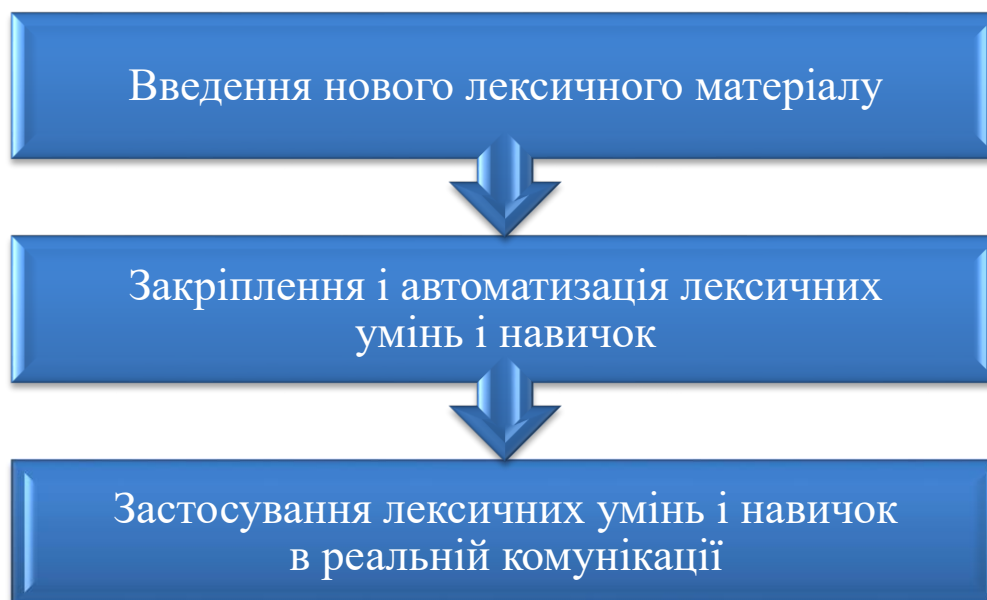 Введення нового лексичного матеріалу
Закріплення і автоматизація лексичних
умінь і навичок
Застосування лексичних умінь і навичок
в реальній комунікації